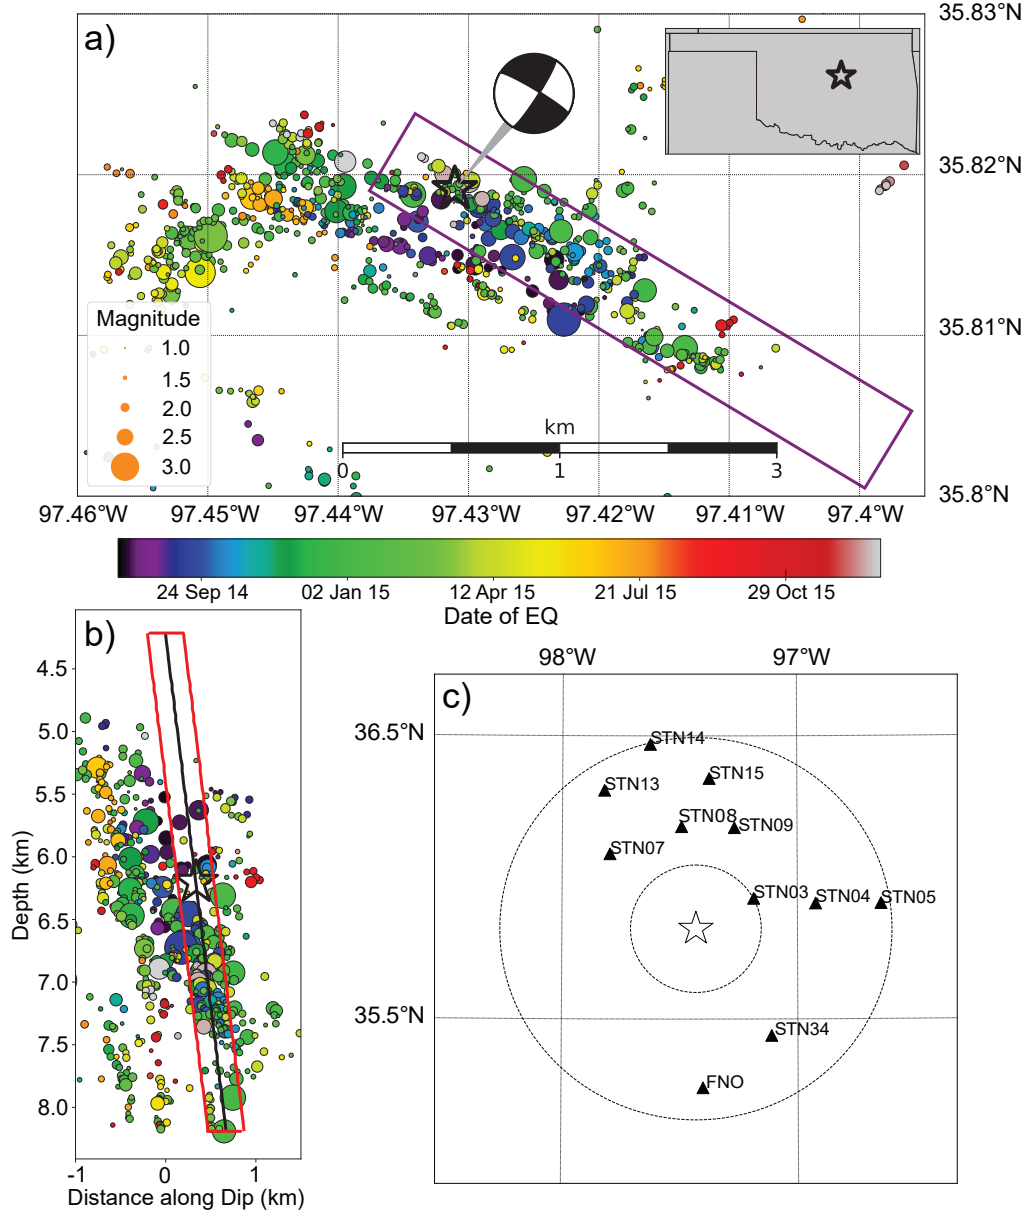 a)
35.83°N
35.82°N
35.81°N
35.8°N
Magnitude
1.0
1.5
2.0
2.5
3.0
km
0 1 3
97.46°W 97.45°W 97.44°W 97.43°W 97.42°W 97.41°W 97.4°W
24 Sep 14 02 Jan 15 12 Apr 15 21 Jul 15 29 Oct 15
Date of EQ
b)
4.5
5.0
5.5
6.0
6.5
7.0
7.5
8.0
Depth (km)
-1 0 1
Distance along Dip (km)
98°W 97°W
c)
36.5°N
35.5°N
STN14
STN15
STN13
STN08
STN09
STN07
STN03
STN04
STN05
STN34
FNO